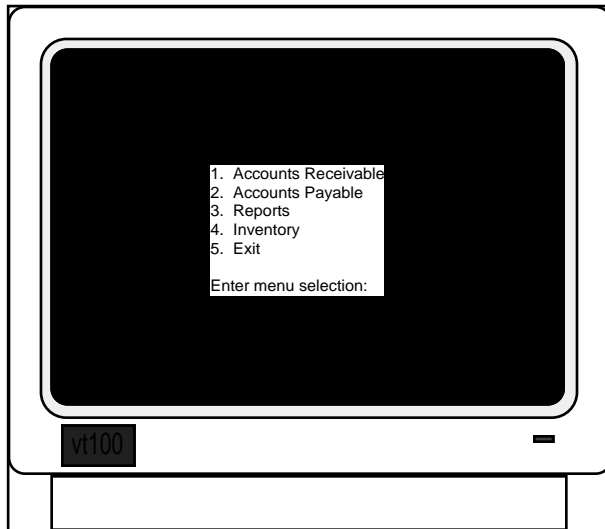 1. Accounts Receivable
2. Accounts Payable
3. Reports
4. Inventory
5. Exit
Enter menu selection:
vt100